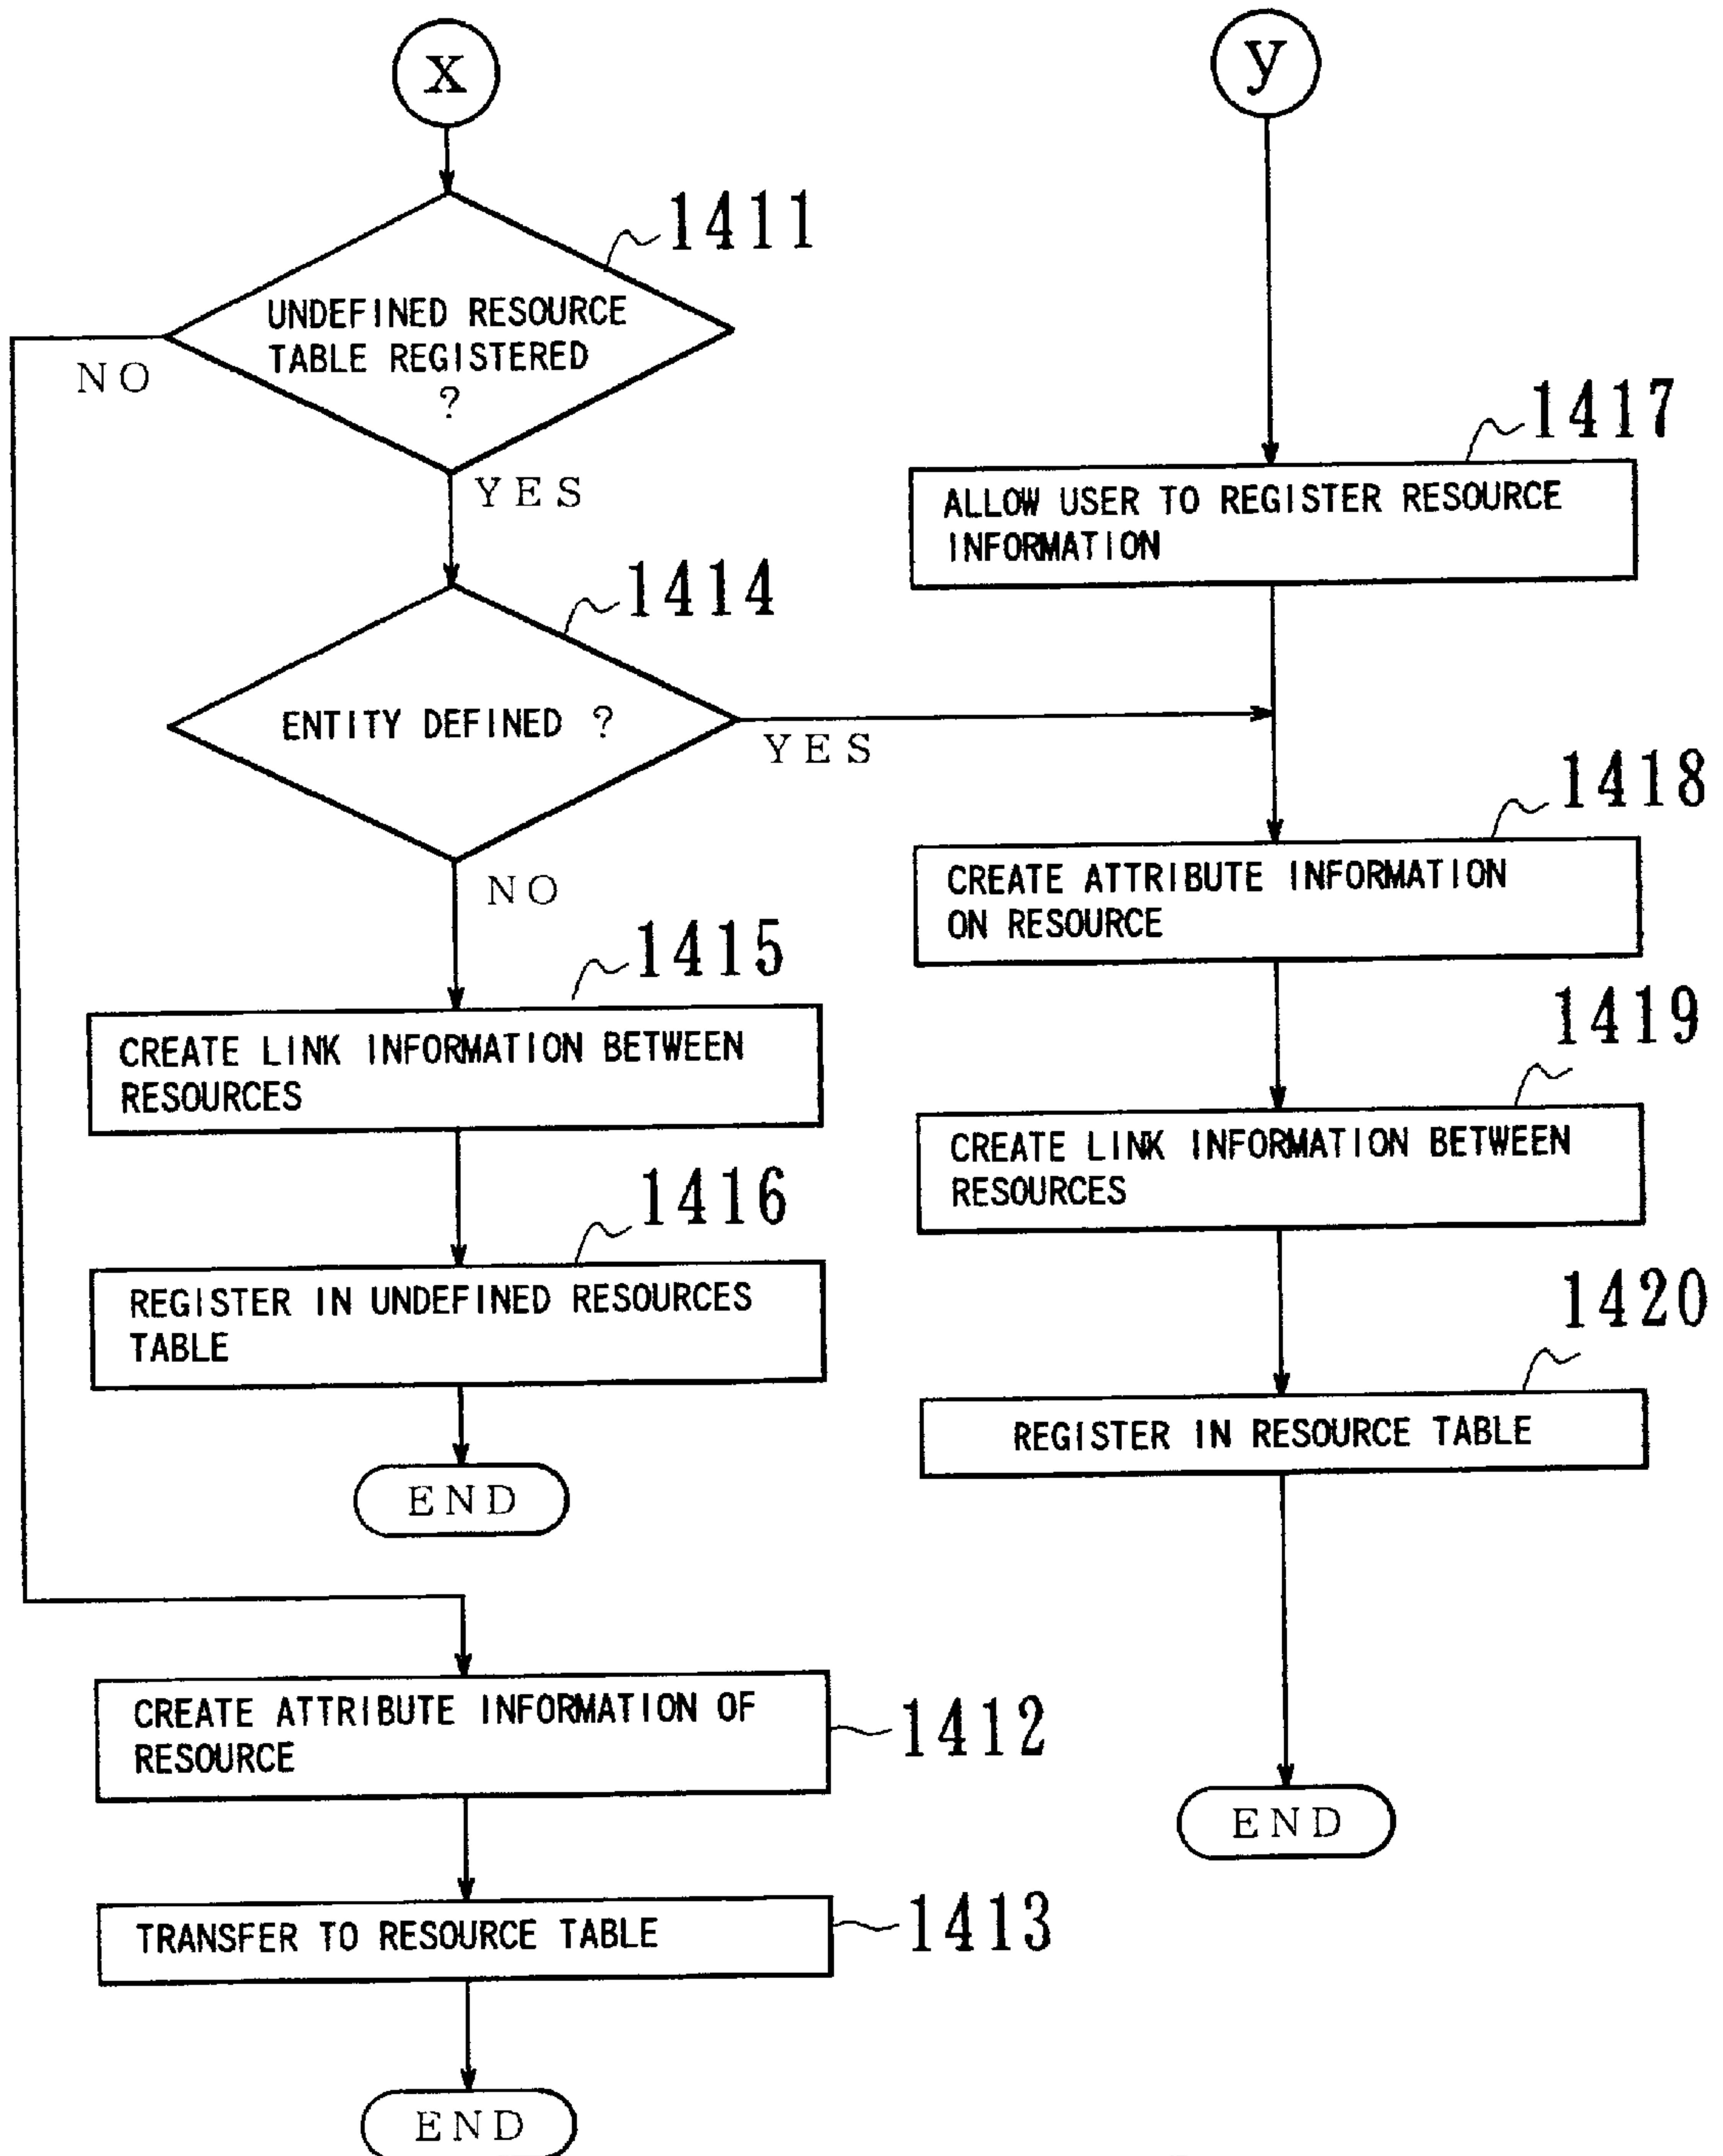 x
y
1411
UNDEFINED RESOURCE
TABLE REGISTERED
?
NO
YES
1417
ALLOW USER TO REGISTER RESOURCE
INFORMATION
1414
ENTITY DEFINED ?
YES
NO
1418
CREATE ATTRIBUTE INFORMATION
ON RESOURCE
1415
CREATE LINK INFORMATION BETWEEN
RESOURCES
1419
CREATE LINK INFORMATION BETWEEN
RESOURCES
1416
REGISTER IN UNDEFINED RESOURCES
TABLE
1420
REGISTER IN RESOURCE TABLE
END
CREATE ATTRIBUTE INFORMATION OF
RESOURCE
1412
END
TRANSFER TO RESOURCE TABLE
1413
END